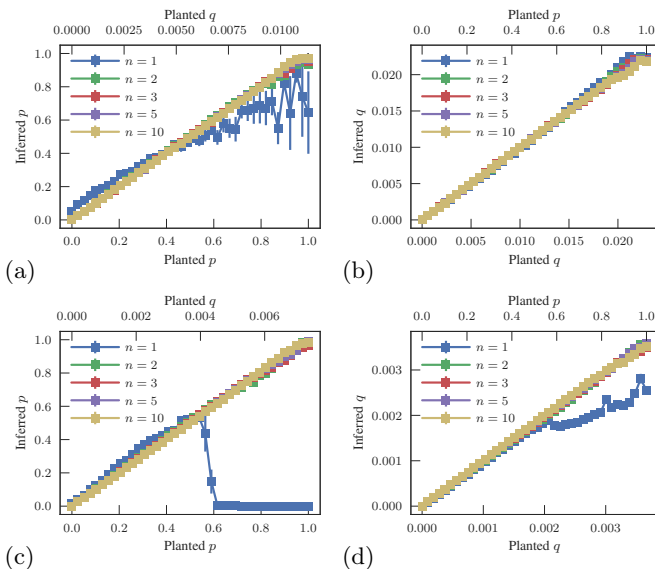 Planted q
0.0000 0.0025 0.0050 0.0075 0.0100
1.0
0.8
0.6
0.4
0.2
0.0
Inferred p
n = 1
n = 2
n = 3
n = 5
n = 10
0.0 0.2 0.4 0.6 0.8 1.0
Planted p
(a)
Planted p
0.0 0.2 0.4 0.6 0.8 1.0
0.020
0.015
0.010
0.005
0.000
Inferred q
n = 1
n = 2
n = 3
n = 5
n = 10
0.000 0.005 0.010 0.015 0.020
Planted q
(b)
Planted q
0.000 0.002 0.004 0.006
1.0
0.8
0.6
0.4
0.2
0.0
Inferred p
n = 1
n = 2
n = 3
n = 5
n = 10
0.0 0.2 0.4 0.6 0.8 1.0
Planted p
(c)
Planted p
0.0 0.2 0.4 0.6 0.8 1.0
0.003
0.002
0.001
0.000
Inferred q
n = 1
n = 2
n = 3
n = 5
n = 10
0.000 0.001 0.002 0.003
Planted q
(d)